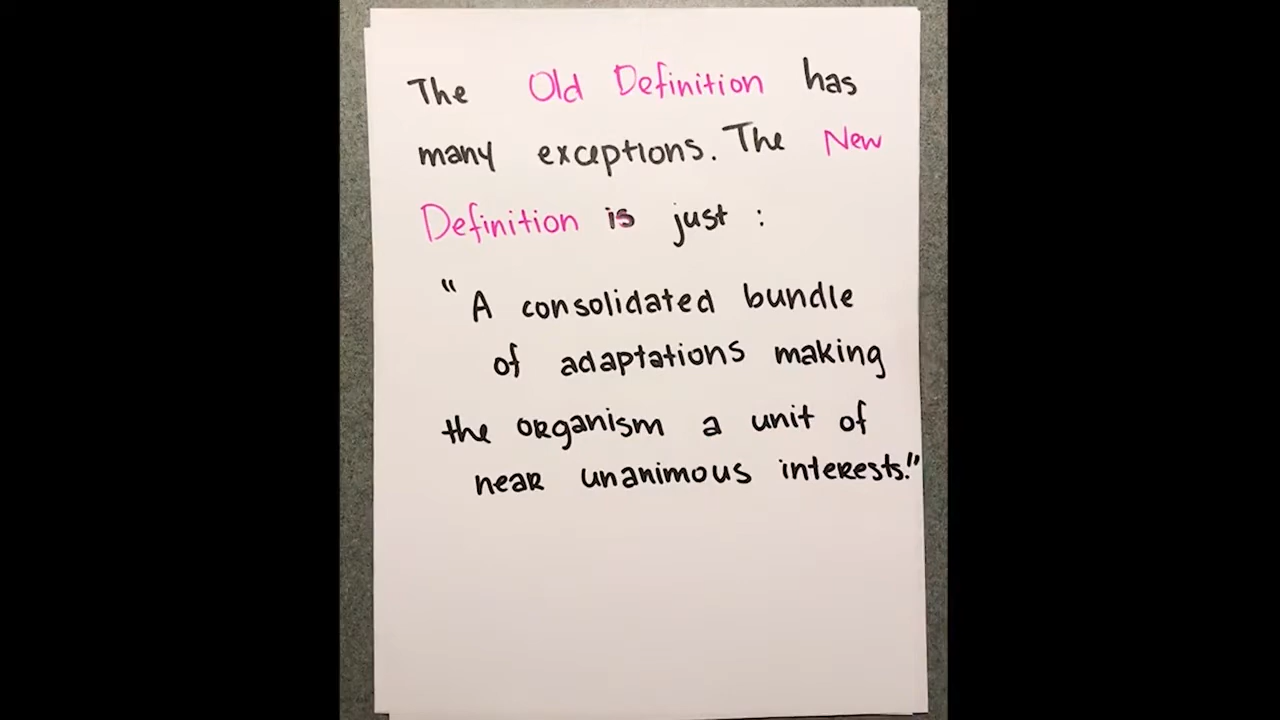 The Old Definition has
many exceptions. The New
Definition is just :
"A consolidated bundle
of adaptations making
the organism a unit of
near unanimous interests."